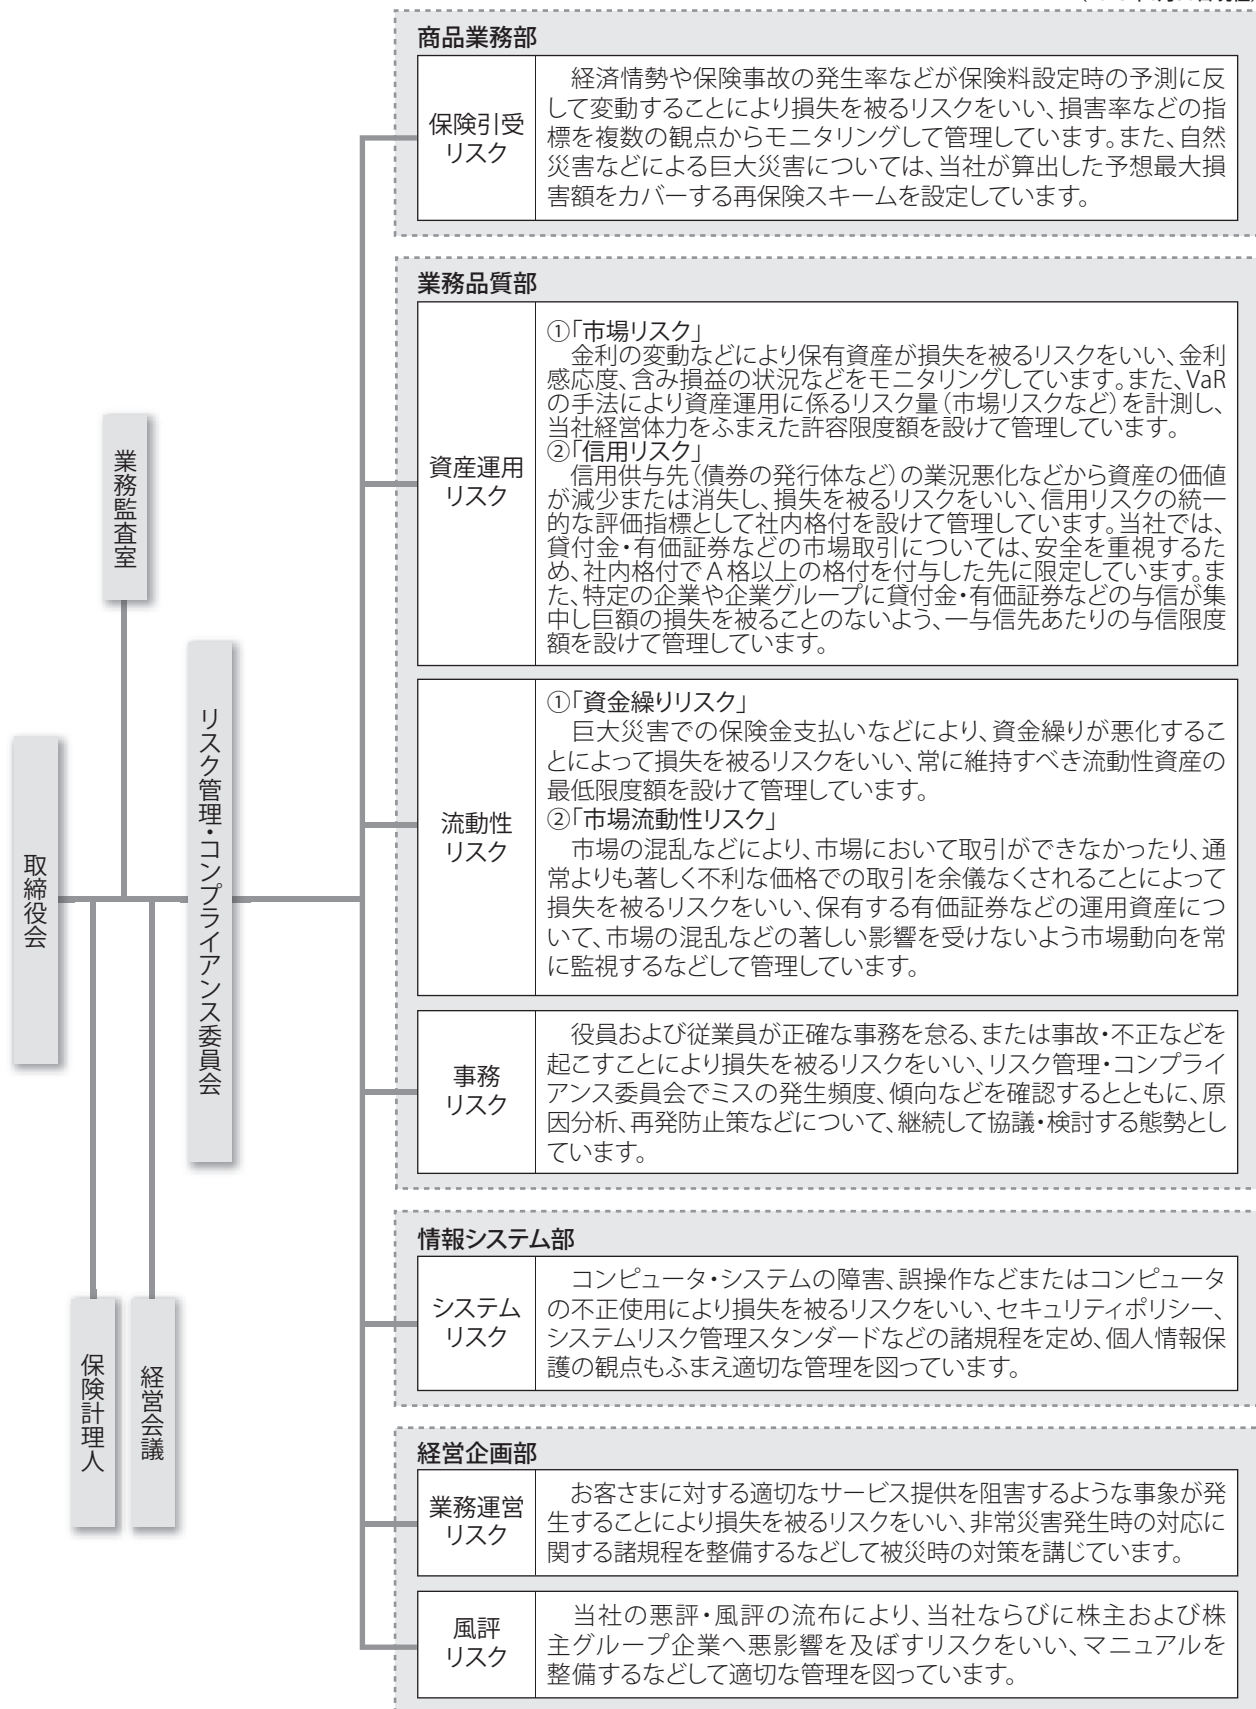 商品業務部
保険引受
リスク
経済情勢や保険事故の発生率などが保険料設定時の予測に反
して変動することにより損失を被るリスクをいい、損害率などの指
標を複数の観点からモニタリングして管理しています。また、自然
災害などによる巨大災害については、当社が算出した予想最大損
害額をカバーする再保険スキームを設定しています。
業務品質部
資産運用
リスク
①「市場リスク」
金利の変動などにより保有資産が損失を被るリスクをいい、金利
感応度、含み損益の状況などをモニタリングしています。また、VaR
の手法により資産運用に係るリスク量(市場リスクなど)を計測し、
当社経営体力をふまえた許容限度額を設けて管理しています。
②「信用リスク」
信用供与先(債券の発行体など)の業況悪化などから資産の価値
が減少または消失し、損失を被るリスクをいい、信用リスクの統一
的な評価指標として社内格付を設けて管理しています。当社では、
貸付金・有価証券などの市場取引については、安全を重視するた
め、社内格付でA格以上の格付を付与した先に限定しています。ま
た、特定の企業や企業グループに貸付金・有価証券などの与信が集
中し巨額の損失を被ることのないよう、一与信先あたりの与信限度
額を設けて管理しています。
流動性
リスク
①「資金繰りリスク」
巨大災害での保険金支払いなどにより、資金繰りが悪化するこ
とによって損失を被るリスクをいい、常に維持すべき流動性資産の
最低限度額を設けて管理しています。
②「市場流動性リスク」
市場の混乱などにより、市場において取引ができなかったり、通
常よりも著しく不利な価格での取引を余儀なくされることによって
損失を被るリスクをいい、保有する有価証券などの運用資産につ
いて、市場の混乱などの著しい影響を受けないよう市場動向を常
に監視するなどして管理しています。
事務
リスク
役員および従業員が正確な事務を怠る、または事故・不正などを
起こすことにより損失を被るリスクをいい、リスク管理・コンプライ
アンス委員会でミスの発生頻度、傾向などを確認するとともに、原
因分析、再発防止策などについて、継続して協議・検討する態勢とし
ています。
情報システム部
システム
リスク
コンピュータ・システムの障害、誤操作などまたはコンピュータ
の不正使用により損失を被るリスクをいい、セキュリティポリシー、
システムリスク管理スタンダードなどの諸規程を定め、個人情報保
護の観点もふまえ適切な管理を図っています。
経営企画部
業務運営
リスク
お客さまに対する適切なサービス提供を阻害するような事象が発
生することにより損失を被るリスクをいい、非常災害発生時の対応に
関する諸規程を整備するなどして被災時の対策を講じています。
風評
リスク
当社の悪評・風評の流布により、当社ならびに株主および株
主グループ企業へ悪影響を及ぼすリスクをいい、マニュアルを
整備するなどして適切な管理を図っています。
業務監査室
リスク管理・コンプライアンス委員会
取締役会
保険計理人
経営会議